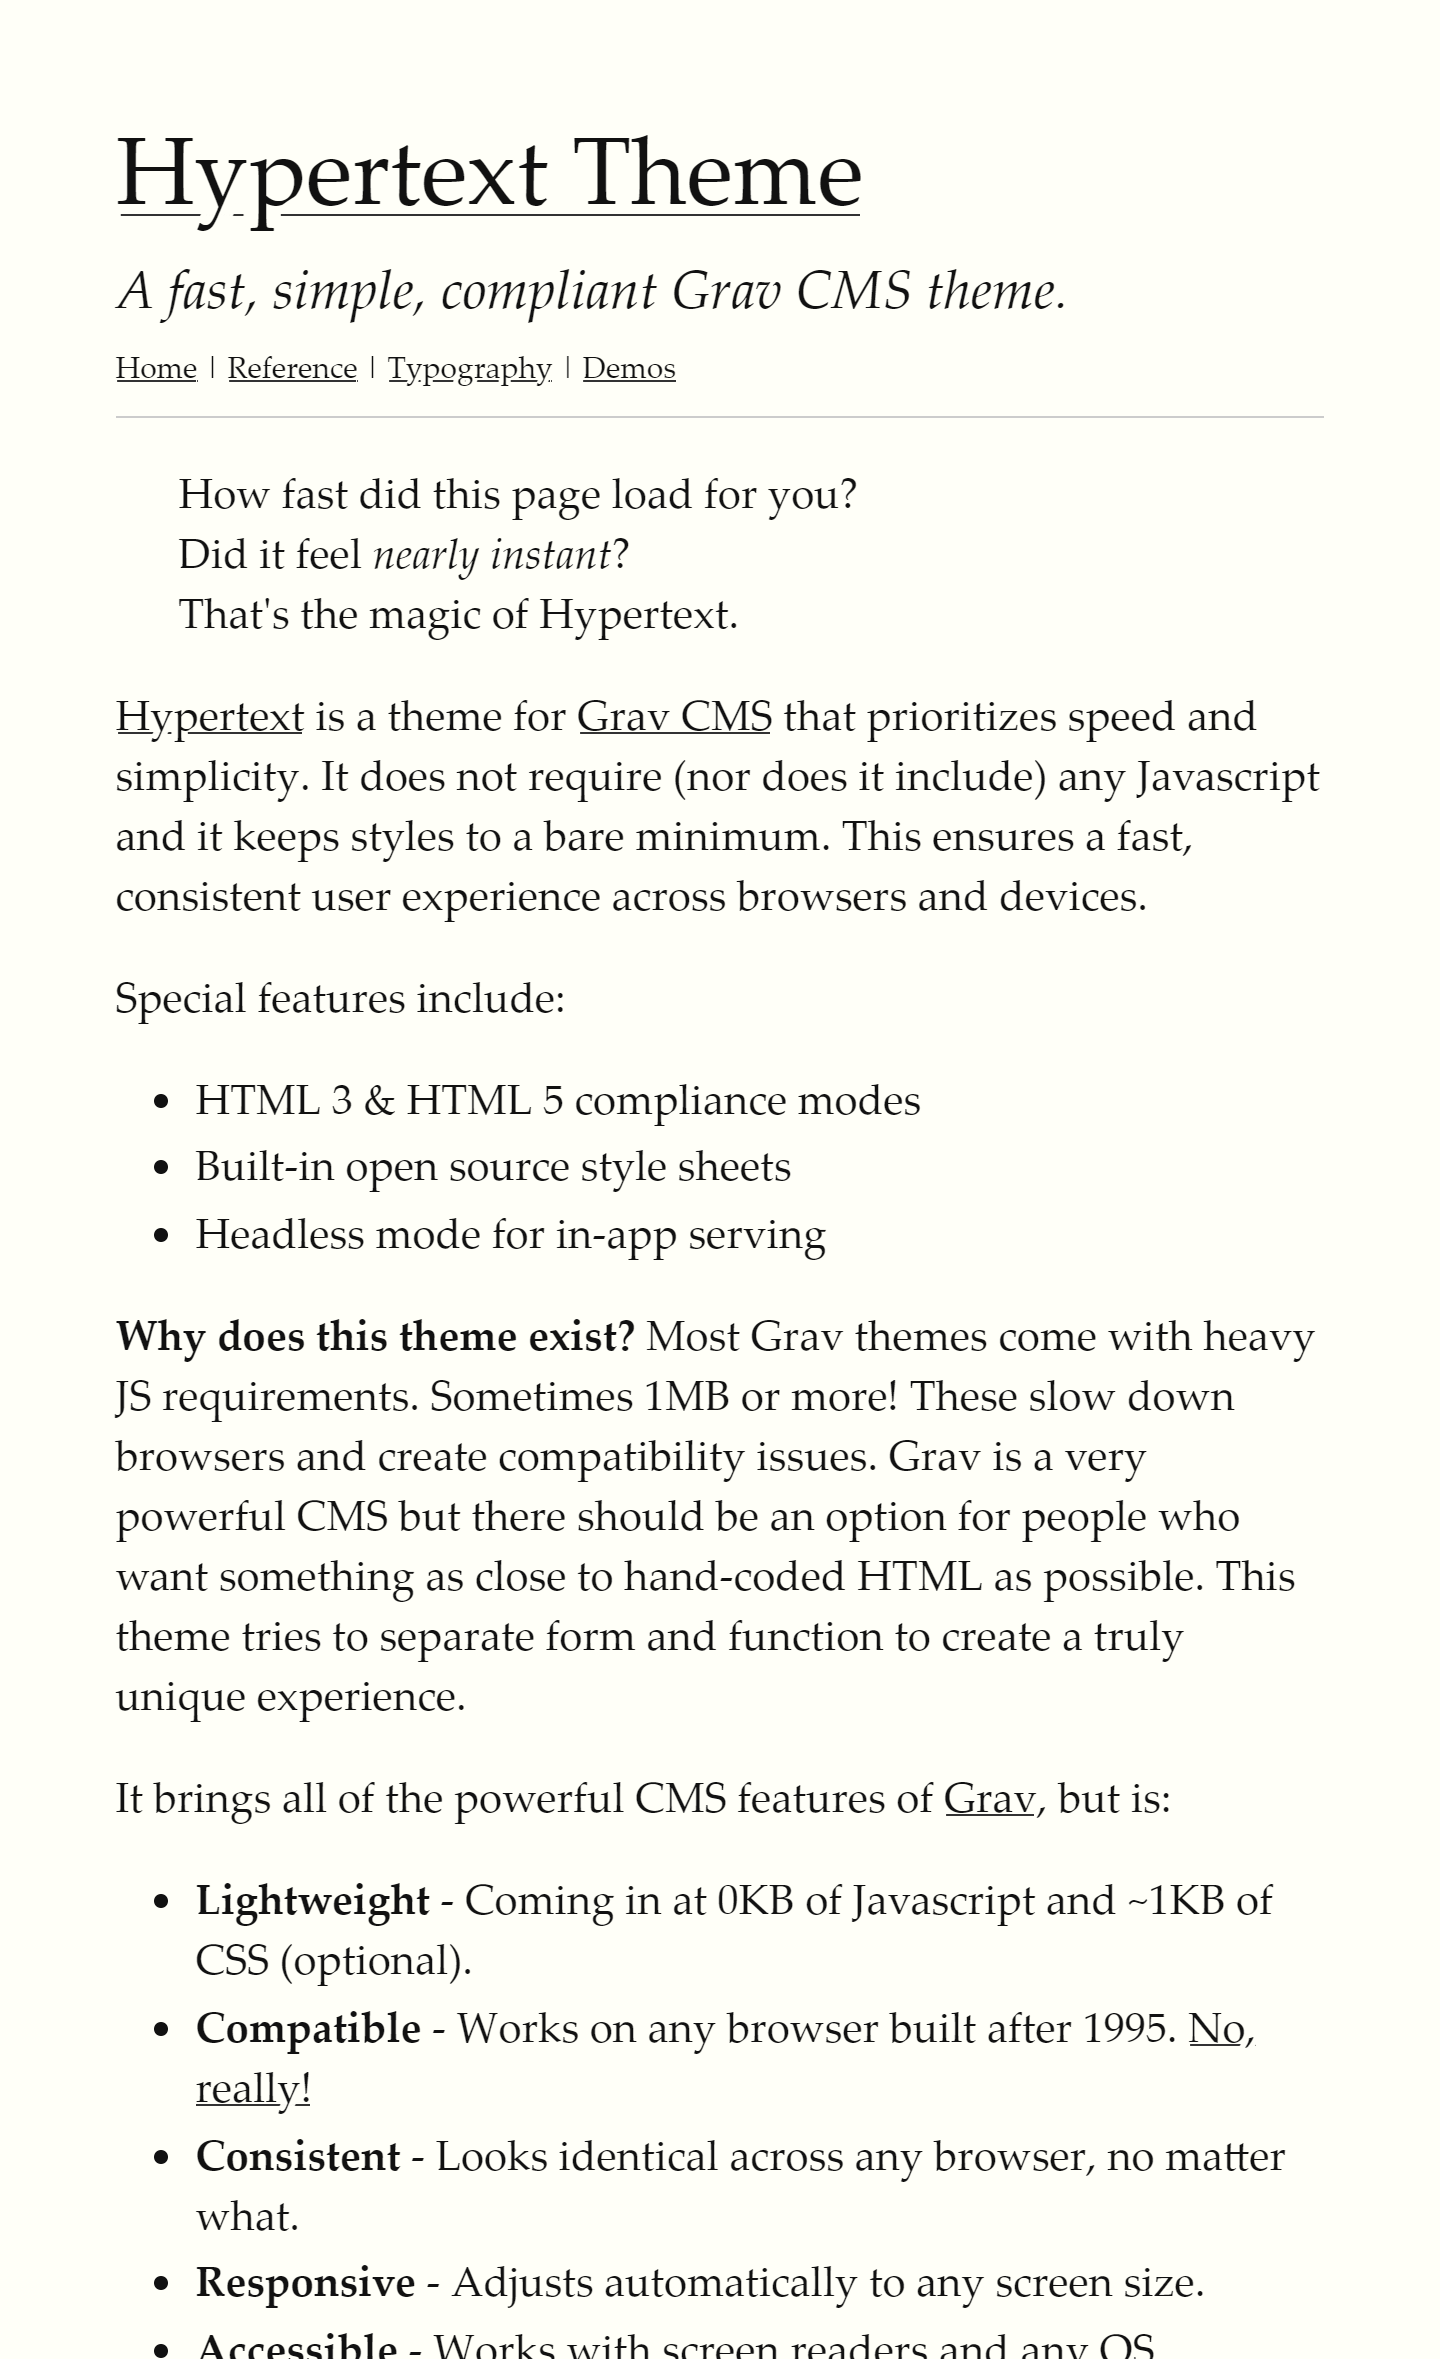 Hypertext Theme
A fast, simple, compliant Grav CMS theme.
Home | Reference | Typography | Demos
How fast did this page load for you?
Did it feel nearly instant?
That's the magic of Hypertext.
Hypertext is a theme for Grav CMS that prioritizes speed and
simplicity. It does not require (nor does it include) any Javascript
and it keeps styles to a bare minimum. This ensures a fast,
consistent user experience across browsers and devices.
Special features include:
• HTML 3 & HTML 5 compliance modes
• Built-in open source style sheets
• Headless mode for in-app serving
Why does this theme exist? Most Grav themes come with heavy
JS requirements. Sometimes 1MB or more! These slow down
browsers and create compatibility issues. Grav is a very
powerful CMS but there should be an option for people who
want something as close to hand-coded HTML as possible. This
theme tries to separate form and function to create a truly
unique experience.
It brings all of the powerful CMS features of Grav, but is:
• Lightweight - Coming in at 0KB of Javascript and ~1KB of
CSS (optional).
• Compatible - Works on any browser built after 1995. No,
really!
• Consistent - Looks identical across any browser, no matter
what.
• Responsive - Adjusts automatically to any screen size.
• Accessible - Works with screen readers and any OS